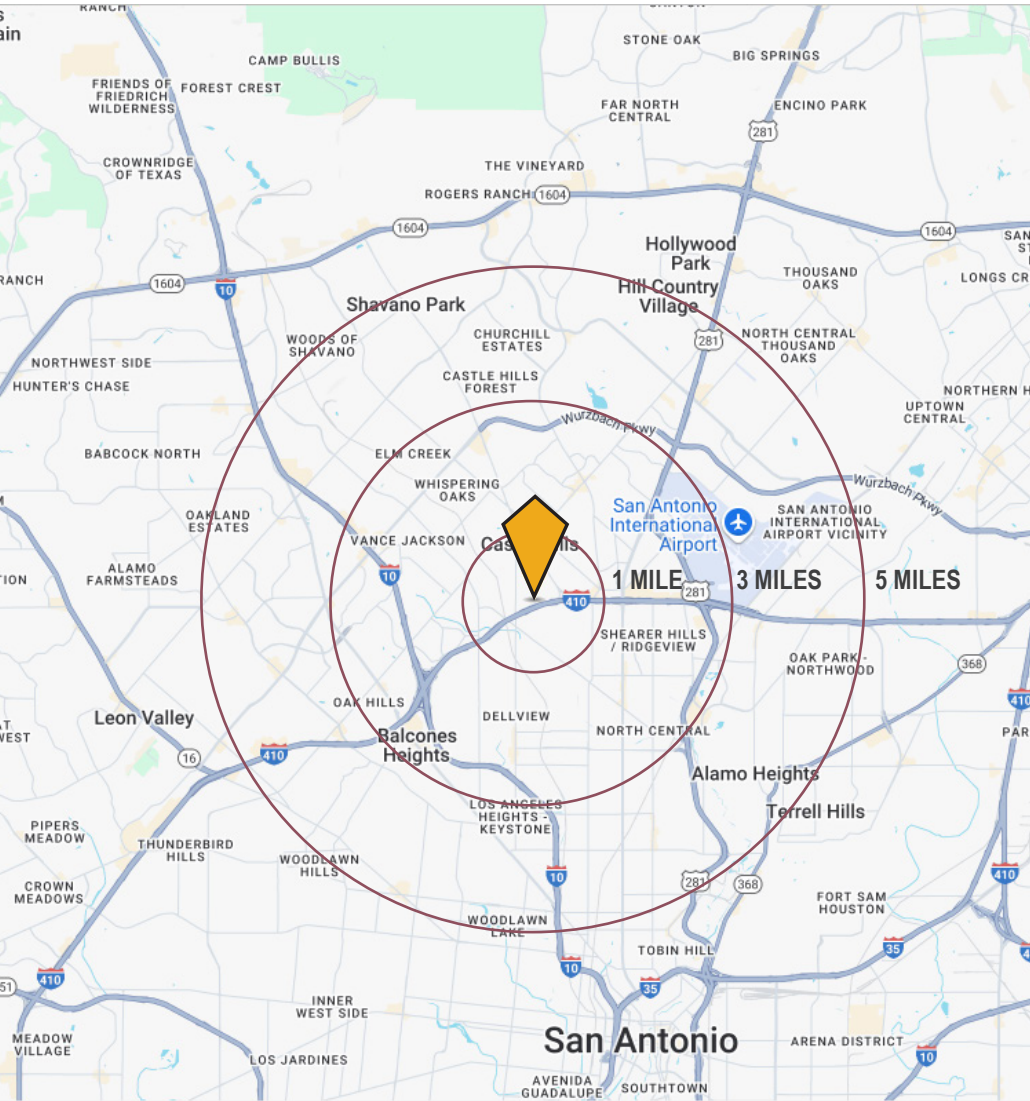 RANCH
CAMP BULLIS
STONE OAK
BIG SPRINGS
FRIENDS OF
FRIEDRICH
WILDERNESS
FOREST CREST
FAR NORTH
CENTRAL
ENCINO PARK
281
CROWNRIDGE
OF TEXAS
THE VINEYARD
ROGERS RANCH
1604
1604
1604
Hollywood
Park
THOUSAND
OAKS
LONGS CR
RANCH
1604
10
Hill Country
Village
Shavano Park
WOODS OF
SHAVANO
CHURCHILL
ESTATES
281
NORTH CENTRAL
THOUSAND
OAKS
NORTHWEST SIDE
HUNTER'S CHASE
CASTLE HILLS
FOREST
NORTHERN H
UPTOWN
CENTRAL
Wurzbach Pkwy
BABCOCK NORTH
ELM CREEK
WHISPERING
OAKS
Wurzbach Pkwy
OAKLAND
ESTATES
San Antonio
International
Airport
SAN ANTONIO
INTERNATIONAL
AIRPORT VICINITY
VANCE JACKSON
ALAMO
FARMSTEADS
10
410
1 MILE
281
3 MILES
5 MILES
SHEARER HILLS
/ RIDGEVIEW
OAK PARK -
NORTHWOOD
368
OAK HILLS
Leon Valley
DELLVIEW
NORTH CENTRAL
410
16
410
Balcones
Heights
Alamo Heights
Terrell Hills
LOS ANGELES
HEIGHTS -
KEYSTONE
PIPERS
MEADOW
THUNDERBIRD
HILLS
WOODLAWN
HILLS
10
281
368
410
CROWN
MEADOWS
FORT SAM
HOUSTON
WOODLAWN
LAKE
TOBIN HILL
35
410
10
35
51
INNER
WEST SIDE
San Antonio
MEADOW
VILLAGE
LOS JARDINES
ARENA DISTRICT
10
AVENIDA
GUADALUPE
SOUTHTOWN